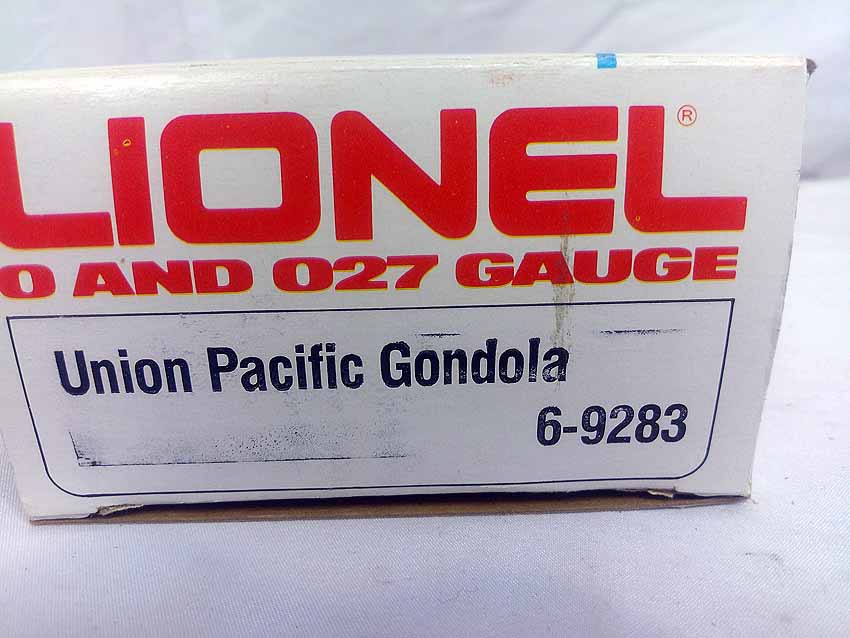 LIONEL®
O AND O27 GAUGE
Union Pacific Gondola
6-9283